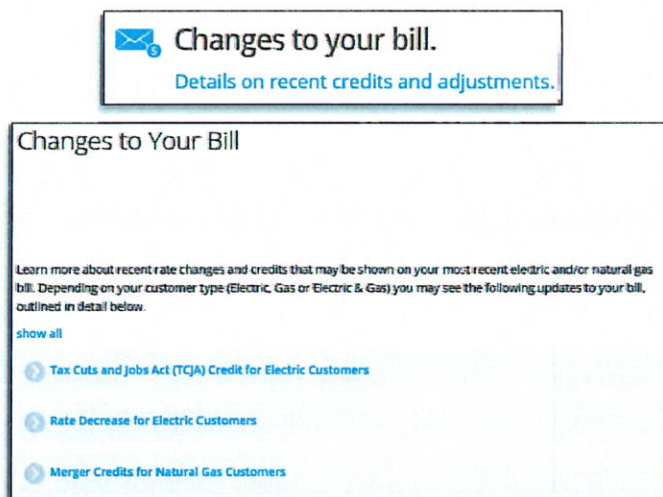 Changes to your bill.
Details on recent credits and adjustments.
Changes to Your Bill
Learn more about recent rate changes and credits that may be shown on your most recent electric and/or natural gas
bill. Depending on your customer type (Electric, Gas or Electric & Gas) you may see the following updates to your bill,
outlined in detail below.
show all
Tax Cuts and Jobs Act (TCJA) Credit for Electric Customers
Rate Decrease for Electric Customers
Merger Credits for Natural Gas Customers